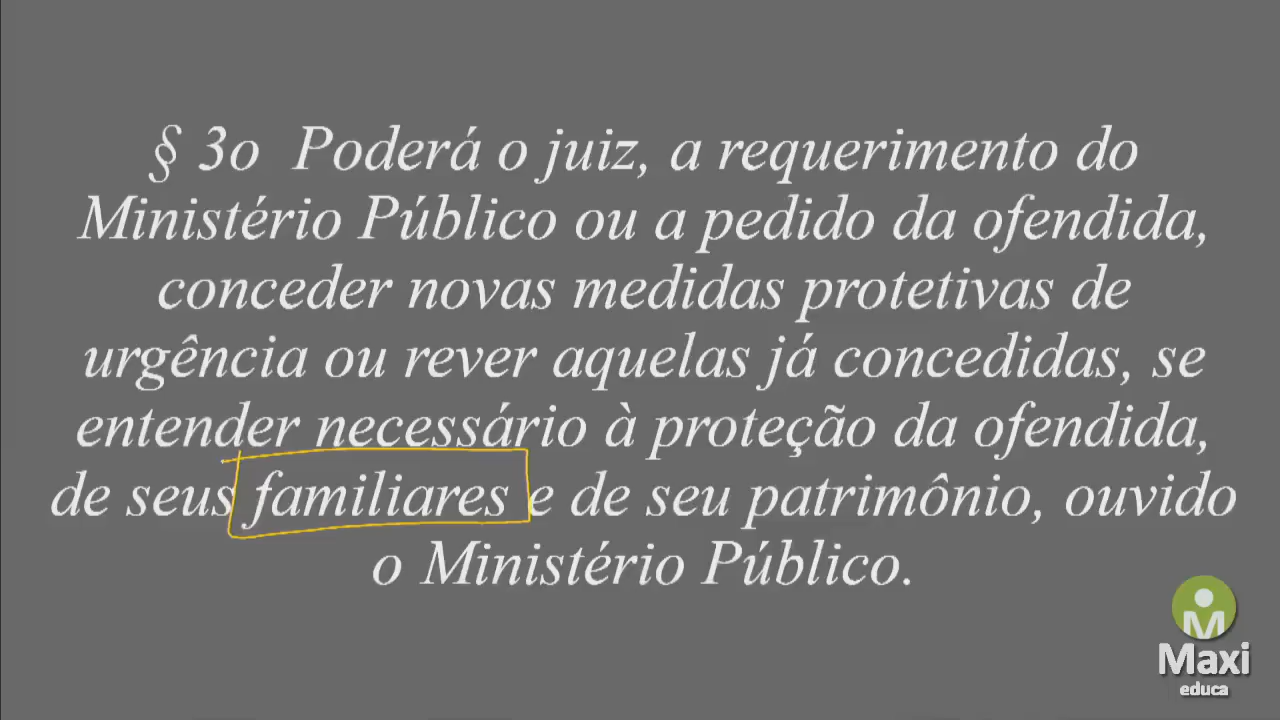 § 3o  Poderá o juiz, a requerimento do
Ministério Público ou a pedido da ofendida,
conceder novas medidas protetivas de
urgência ou rever aquelas já concedidas, se
entender necessário à proteção da ofendida,
de seus familiares e de seu patrimônio, ouvido
o Ministério Público.
M
Maxi
educa